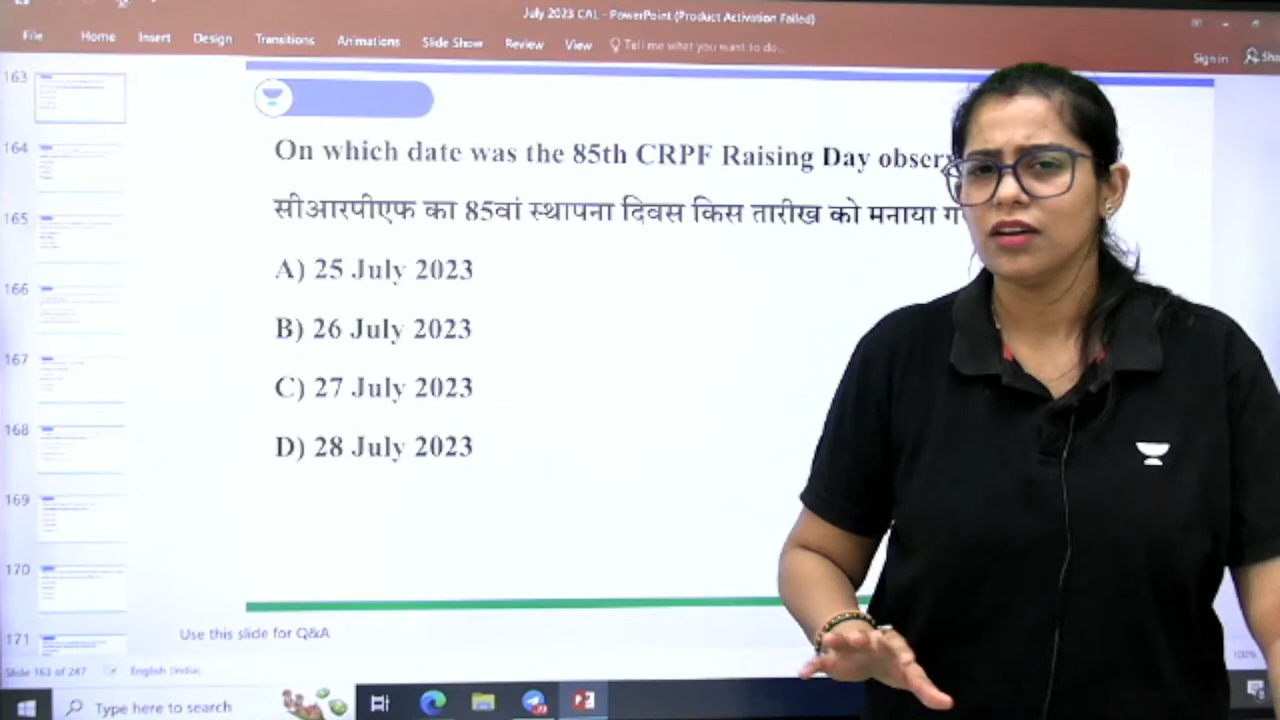 July 2023 CAL - PowerPoint (Product Activation Failed)
File Home Insert Design Transitions Animations Slide Show Review View Tell me what you want to do...
Sign in Sha
163
On which date was the 85th CRPF Raising Day obser
164
सीआरपीएफ का 85वां स्थापना दिवस किस तारीख को मनाया ग
165
A) 25 July 2023
166
B) 26 July 2023
167
C) 27 July 2023
168
D) 28 July 2023
169
170
171
Use this slide for Q&A
Slide 163 of 247 English (India)
100%
Type here to search